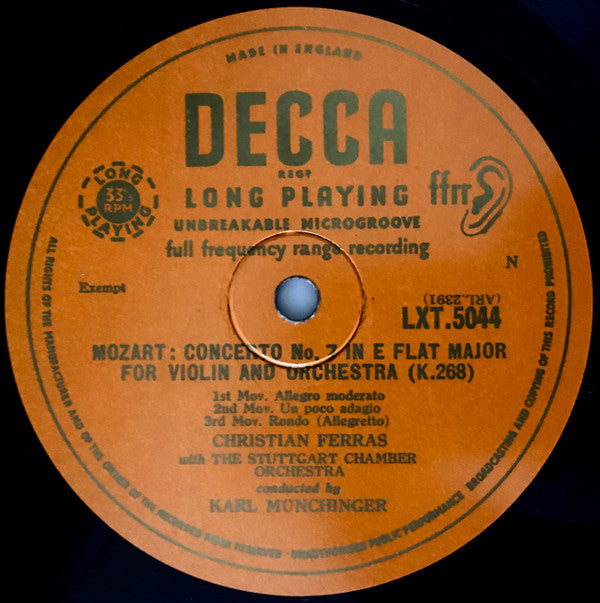 MADE IN ENGLAND
DECCA
REGD
LONG PLAYING
UNBREAKABLE MICROGROOVE
full frequency range recording
LONG
33⅓
RPM
PLAYING
ffrr
N
Exempt
(ARL.2391)
LXT.5044
MOZART: CONCERTO No. 7 IN E FLAT MAJOR
FOR VIOLIN AND ORCHESTRA (K.268)
1st Mov. Allegro moderato
2nd Mov. Un poco adagio
3rd Mov. Rondo (Allegretto)
CHRISTIAN FERRAS
with THE STUTTGART CHAMBER
ORCHESTRA
conducted by
KARL MÜNCHINGER
ALL RIGHTS OF THE MANUFACTURER AND OF THE OWNER OF THE RECORDED WORK RESERVED · UNAUTHORISED PUBLIC PERFORMANCE BROADCASTING AND COPYING OF THIS RECORD PROHIBITED